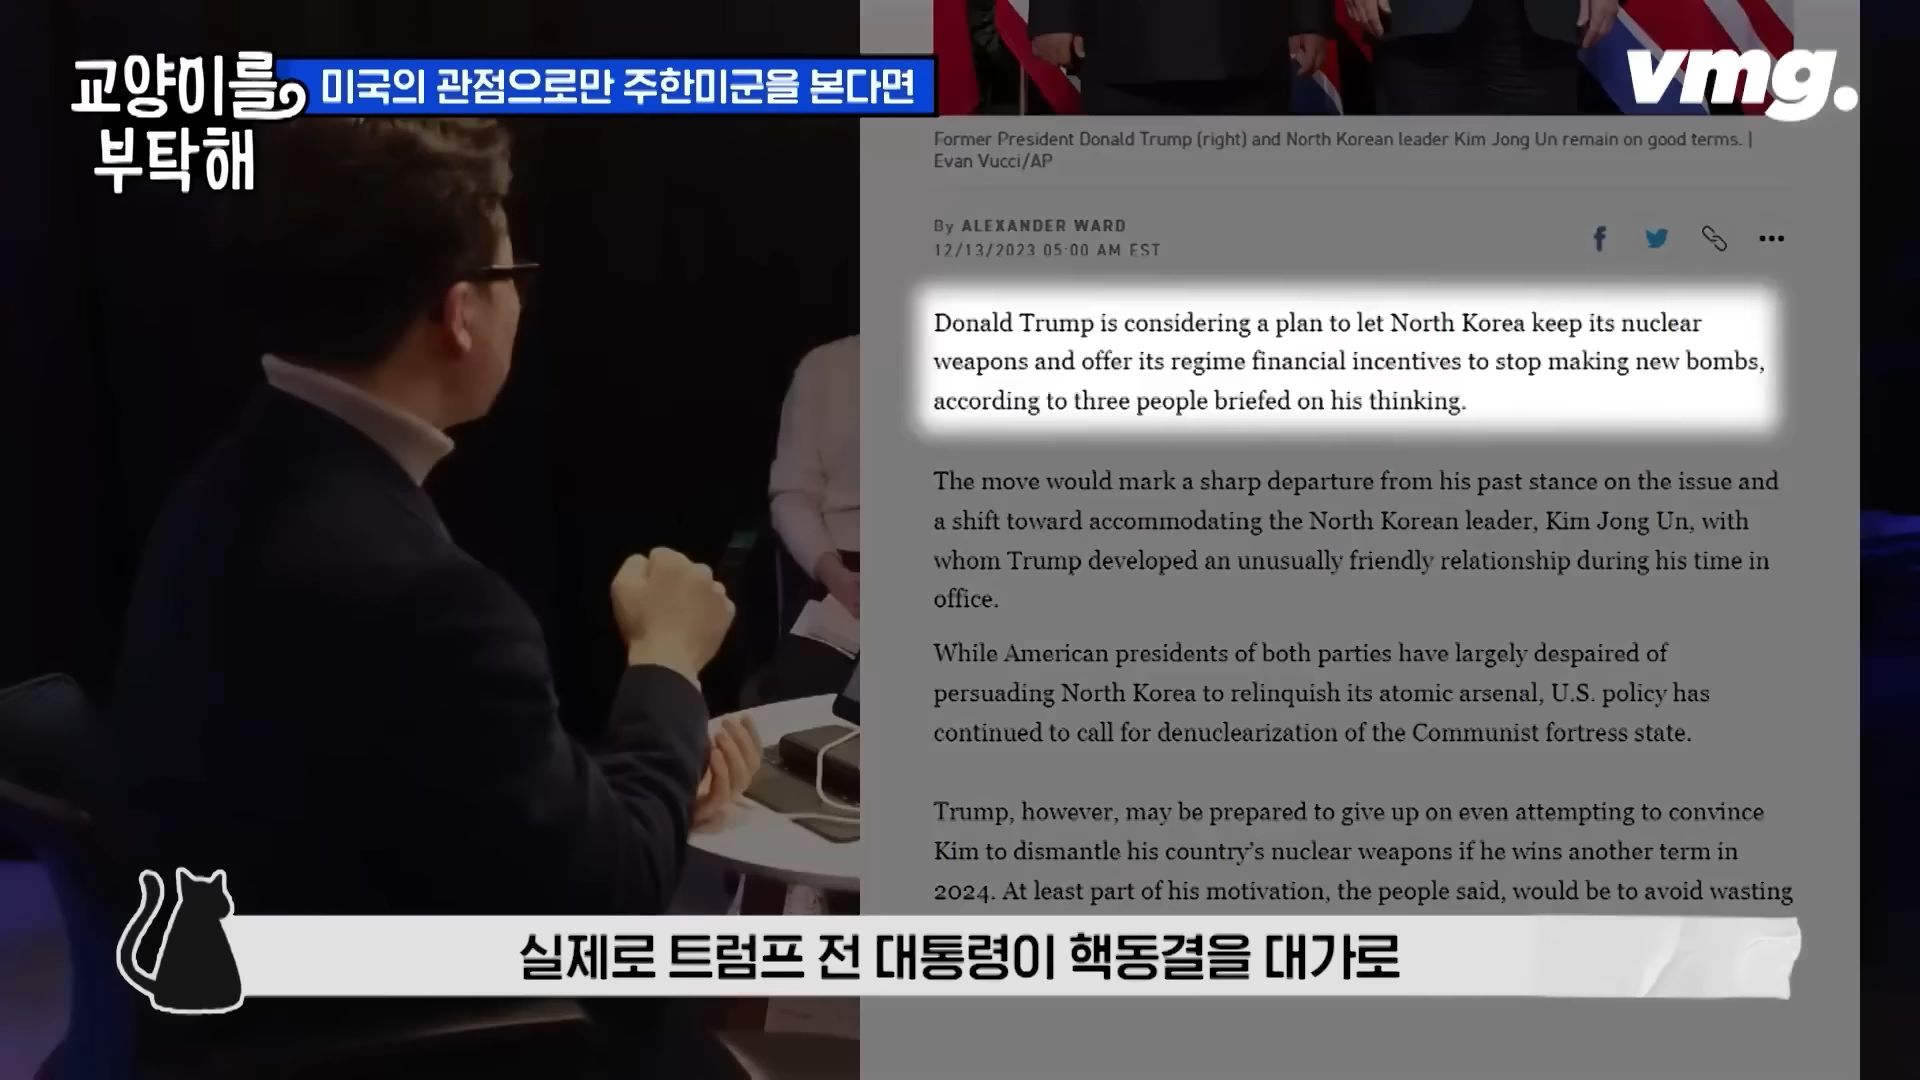 교양이를
부탁해
미국의 관점으로만 주한미군을 본다면
vmg.
Former President Donald Trump (right) and North Korean leader Kim Jong Un remain on good terms. |
Evan Vucci/AP
By ALEXANDER WARD
12/13/2023 05:00 AM EST
Donald Trump is considering a plan to let North Korea keep its nuclear
weapons and offer its regime financial incentives to stop making new bombs,
according to three people briefed on his thinking.
The move would mark a sharp departure from his past stance on the issue and
a shift toward accommodating the North Korean leader, Kim Jong Un, with
whom Trump developed an unusually friendly relationship during his time in
office.
While American presidents of both parties have largely despaired of
persuading North Korea to relinquish its atomic arsenal, U.S. policy has
continued to call for denuclearization of the Communist fortress state.
Trump, however, may be prepared to give up on even attempting to convince
Kim to dismantle his country’s nuclear weapons if he wins another term in
2024. At least part of his motivation, the people said, would be to avoid wasting
실제로 트럼프 전 대통령이 핵동결을 대가로